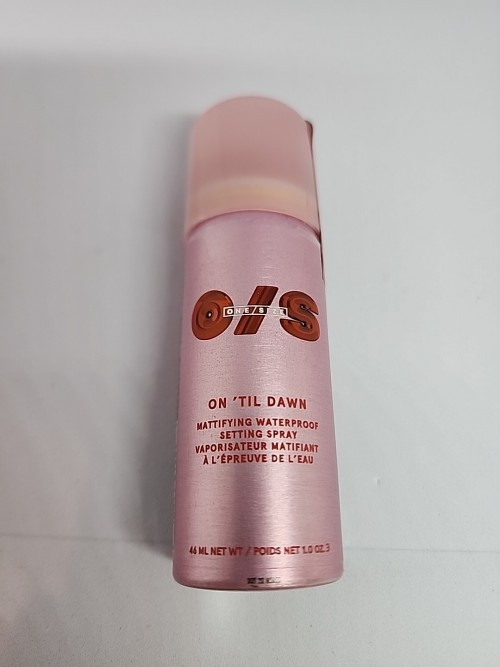 O/S
ONE/SIZE
ON 'TIL DAWN
MATTIFYING WATERPROOF
SETTING SPRAY
VAPORISATEUR MATIFIANT
À L'ÉPREUVE DE L'EAU
46 ML NET WT / POIDS NET 1.0 OZ.